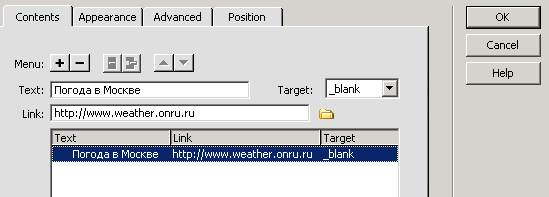 Contents Appearance Advanced Position
OK
Cancel
Menu:
Help
Text: Погода в Москве Target: _blank
Link: http://www.weather.onru.ru
Text Link Target
Погода в Москве http://www.weather.onru.ru _blank